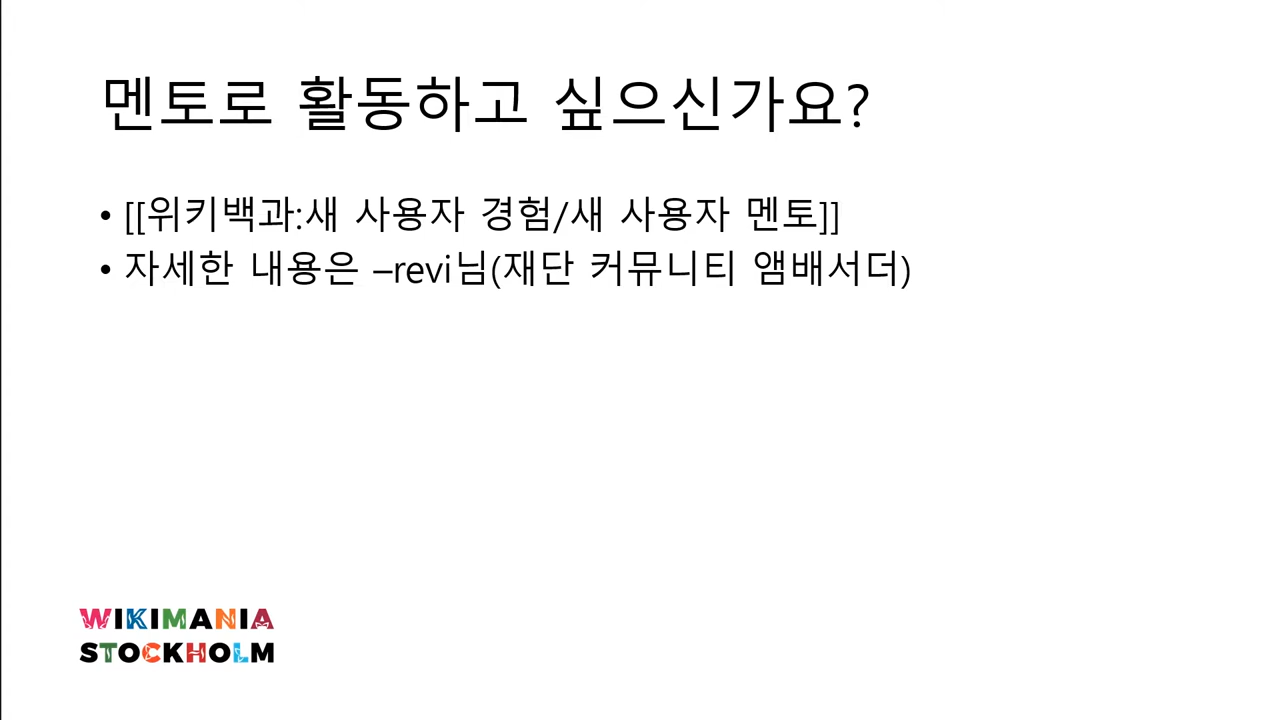 멘토로 활동하고 싶으신가요?
• [[위키백과:새 사용자 경험/새 사용자 멘토]]
• 자세한 내용은 –revi님(재단 커뮤니티 앰배서더)
WIKIMANIA
STOCKHOLM